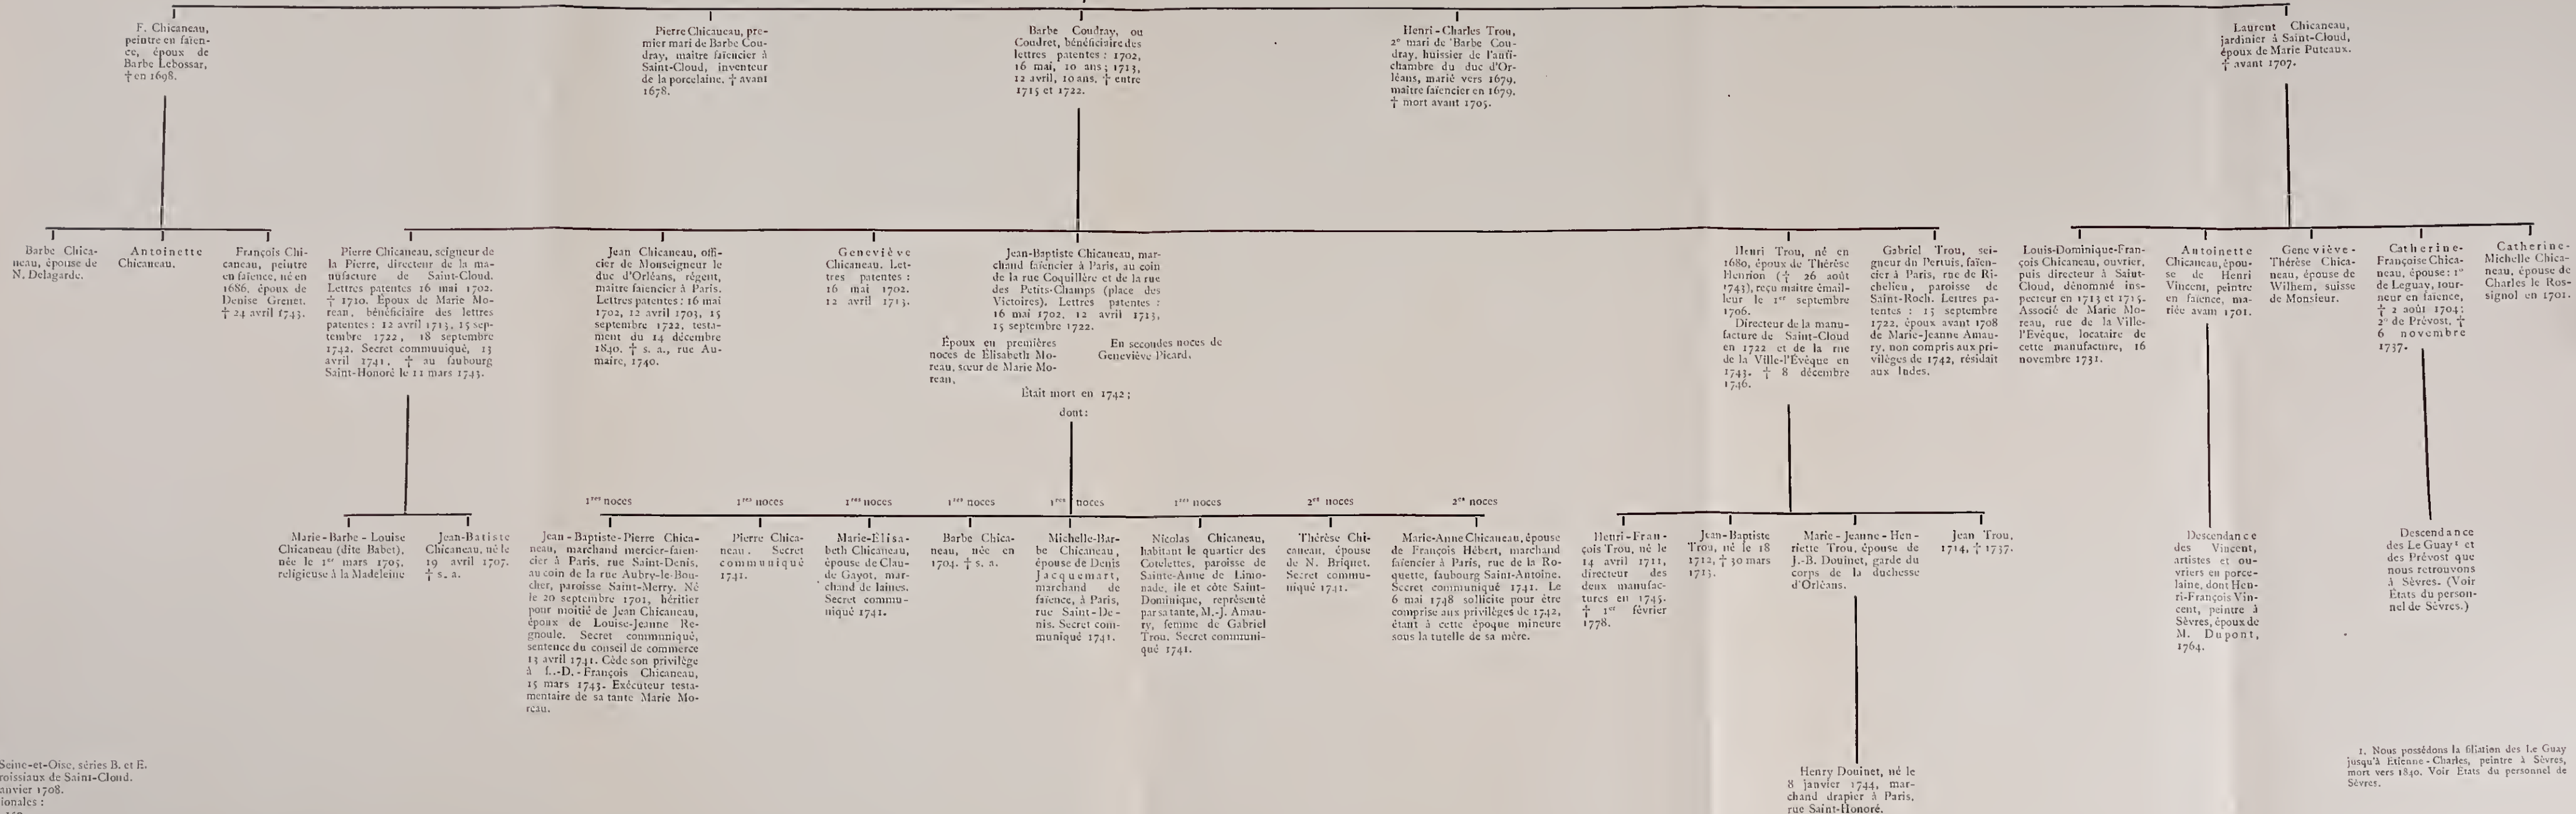 F. Chicaneau,
peintre en faïen-
ce, époux de
Barbe Lebossar,
† en 1698.
Pierre Chicaneau, pre-
mier mari de Barbe Cou-
dray, maître faïencier à
Saint-Cloud, inventeur
de la porcelaine. † avant
1678.
Barbe Coudray, ou
Coudret, bénéficiaire des
lettres patentes : 1702,
16 mai, 10 ans ; 1713,
12 avril, 10 ans. † entre
1715 et 1722.
Henri-Charles Trou,
2e mari de Barbe Cou-
dray, huissier de l'anti-
chambre du duc d'Or-
léans, marié vers 1679,
maître faïencier en 1679.
† mort avant 1705.
Laurent Chicaneau,
jardinier à Saint-Cloud,
époux de Marie Puteaux.
† avant 1707.
Barbe Chica-
neau, épouse de
N. Delagarde.
Antoinette
Chicaneau.
François Chi-
caneau, peintre
en faïence, né en
1686, époux de
Denise Grenet.
† 24 avril 1743.
Pierre Chicaneau, seigneur de
la Pierre, directeur de la ma-
nufacture de Saint-Cloud.
Lettres patentes 16 mai 1702.
† 1710. Époux de Marie Mo-
reau, bénéficiaire des lettres
patentes : 12 avril 1713, 15 sep-
tembre 1722, 18 septembre
1742. Secret communiqué, 13
avril 1741. † au faubourg
Saint-Honoré le 11 mars 1743.
Jean Chicaneau, offi-
cier de Monseigneur le
duc d'Orléans, régent,
maître faïencier à Paris.
Lettres patentes : 16 mai
1702, 12 avril 1703, 15
septembre 1722, testa-
ment du 14 décembre
1840. † s. a., rue Au-
maire, 1740.
Geneviève
Chicaneau. Let-
tres patentes :
16 mai 1702.
12 avril 1713.
Jean-Baptiste Chicaneau, mar-
chand faïencier à Paris, au coin
de la rue Coquillère et de la rue
des Petits-Champs (place des
Victoires). Lettres patentes :
16 mai 1702, 12 avril 1713,
15 septembre 1722.
Époux en premières
noces de Élisabeth Mo-
reau, sœur de Marie Mo-
reau.
En secondes noces de
Geneviève Picard.
Était mort en 1742 ;
dont :
Henri Trou, né en
1680, époux de Thérèse
Henrion († 26 août
1743), reçu maître émail-
leur le 1er septembre
1706.
Directeur de la manu-
facture de Saint-Cloud
en 1722 et de la rue
de la Ville-l'Évêque en
1743. † 8 décembre
1746.
Gabriel Trou, sei-
gneur du Pertuis, faïen-
cier à Paris, rue de Ri-
chelieu, paroisse de
Saint-Roch. Lettres pa-
tentes : 15 septembre
1722, époux avant 1708
de Marie-Jeanne Amau-
ry, non compris aux pri-
vilèges de 1742, résidait
aux Indes.
Louis-Dominique-Fran-
çois Chicaneau, ouvrier,
puis directeur à Saint-
Cloud, dénommé ins-
pecteur en 1713 et 1715.
Associé de Marie Mo-
reau, rue de la Ville-
l'Evêque, locataire de
cette manufacture, 16
novembre 1731.
Antoinette
Chicaneau, épou-
se de Henri
Vincent, peintre
en faïence, ma-
riée avant 1701.
Geneviève-
Thérèse Chica-
neau, épouse de
Wilhem, suisse
de Monsieur.
Catherine-
Françoise Chica-
neau, épouse : 1°
de Leguay, tour-
neur en faïence,
† 2 août 1704 ;
2° de Prévost, †
6 novembre
1737.
Catherine-
Michelle Chica-
neau, épouse de
Charles le Ros-
signol en 1701.
1res noces
1res noces
1res noces
1res noces
1res noces
1res noces
2es noces
2es noces
Marie-Barbe-Louise
Chicaneau (dite Babet),
née le 1er mars 1705,
religieuse à la Madeleine
Jean-Batiste
Chicaneau, né le
19 avril 1707.
† s. a.
Jean-Baptiste-Pierre Chica-
neau, marchand mercier-faïen-
cier à Paris, rue Saint-Denis,
au coin de la rue Aubry-le-Bou-
cher, paroisse Saint-Merry. Né
le 20 septembre 1701, héritier
pour moitié de Jean Chicaneau,
époux de Louise-Jeanne Re-
gnoule. Secret communiqué,
sentence du conseil de commerce
13 avril 1741. Cède son privilège
à L.-D.-François Chicaneau,
15 mars 1743. Exécuteur testa-
mentaire de sa tante Marie Mo-
reau.
Pierre Chica-
neau. Secret
communiqué
1741.
Marie-Élisa-
beth Chicaneau,
épouse de Clau-
de Gayot, mar-
chand de laines.
Secret commu-
niqué 1741.
Barbe Chica-
neau, née en
1704. † s. a.
Michelle-Bar-
be Chicaneau,
épouse de Denis
Jacquemart,
marchand de
faïence, à Paris,
rue Saint-De-
nis. Secret com-
muniqué 1741.
Nicolas Chicaneau,
habitant le quartier des
Cotelettes, paroisse de
Sainte-Anne de Limo-
nade, île et côte Saint-
Dominique, représenté
par sa tante, M.-J. Amau-
ry, femme de Gabriel
Trou. Secret communi-
qué 1741.
Thérèse Chi-
caneau, épouse
de N. Briquet.
Secret commu-
niqué 1741.
Marie-Anne Chicaneau, épouse
de François Hébert, marchand
faïencier à Paris, rue de la Ro-
quette, faubourg Saint-Antoine.
Secret communiqué 1741. Le
6 mai 1748 sollicite pour être
comprise aux privilèges de 1742,
étant à cette époque mineure
sous la tutelle de sa mère.
Henri-Fran-
çois Trou, né le
14 avril 1711,
directeur des
deux manufac-
tures en 1745.
† 1er février
1778.
Jean-Baptiste
Trou, né le 18
1712, † 30 mars
1713.
Marie-Jeanne-Hen-
riette Trou, épouse de
J.-B. Douinet, garde du
corps de la duchesse
d'Orléans.
Jean Trou,
1714, † 1737.
Descendance
des Vincent,
artistes et ou-
vriers en porce-
laine, dont Hen-
ri-François Vin-
cent, peintre à
Sèvres, époux de
M. Dupont,
1764.
Descendance
des Le Guay¹ et
des Prévost que
nous retrouvons
à Sèvres. (Voir
États du person-
nel de Sèvres.)
Henry Douinet, né le
8 janvier 1744, mar-
chand drapier à Paris,
rue Saint-Honoré.
Seine-et-Oise, séries B. et E.
roissiaux de Saint-Cloud.
anvier 1708.
ionales :
1. Nous possédons la filiation des Le Guay
jusqu'à Étienne-Charles, peintre à Sèvres,
mort vers 1840. Voir États du personnel de
Sèvres.